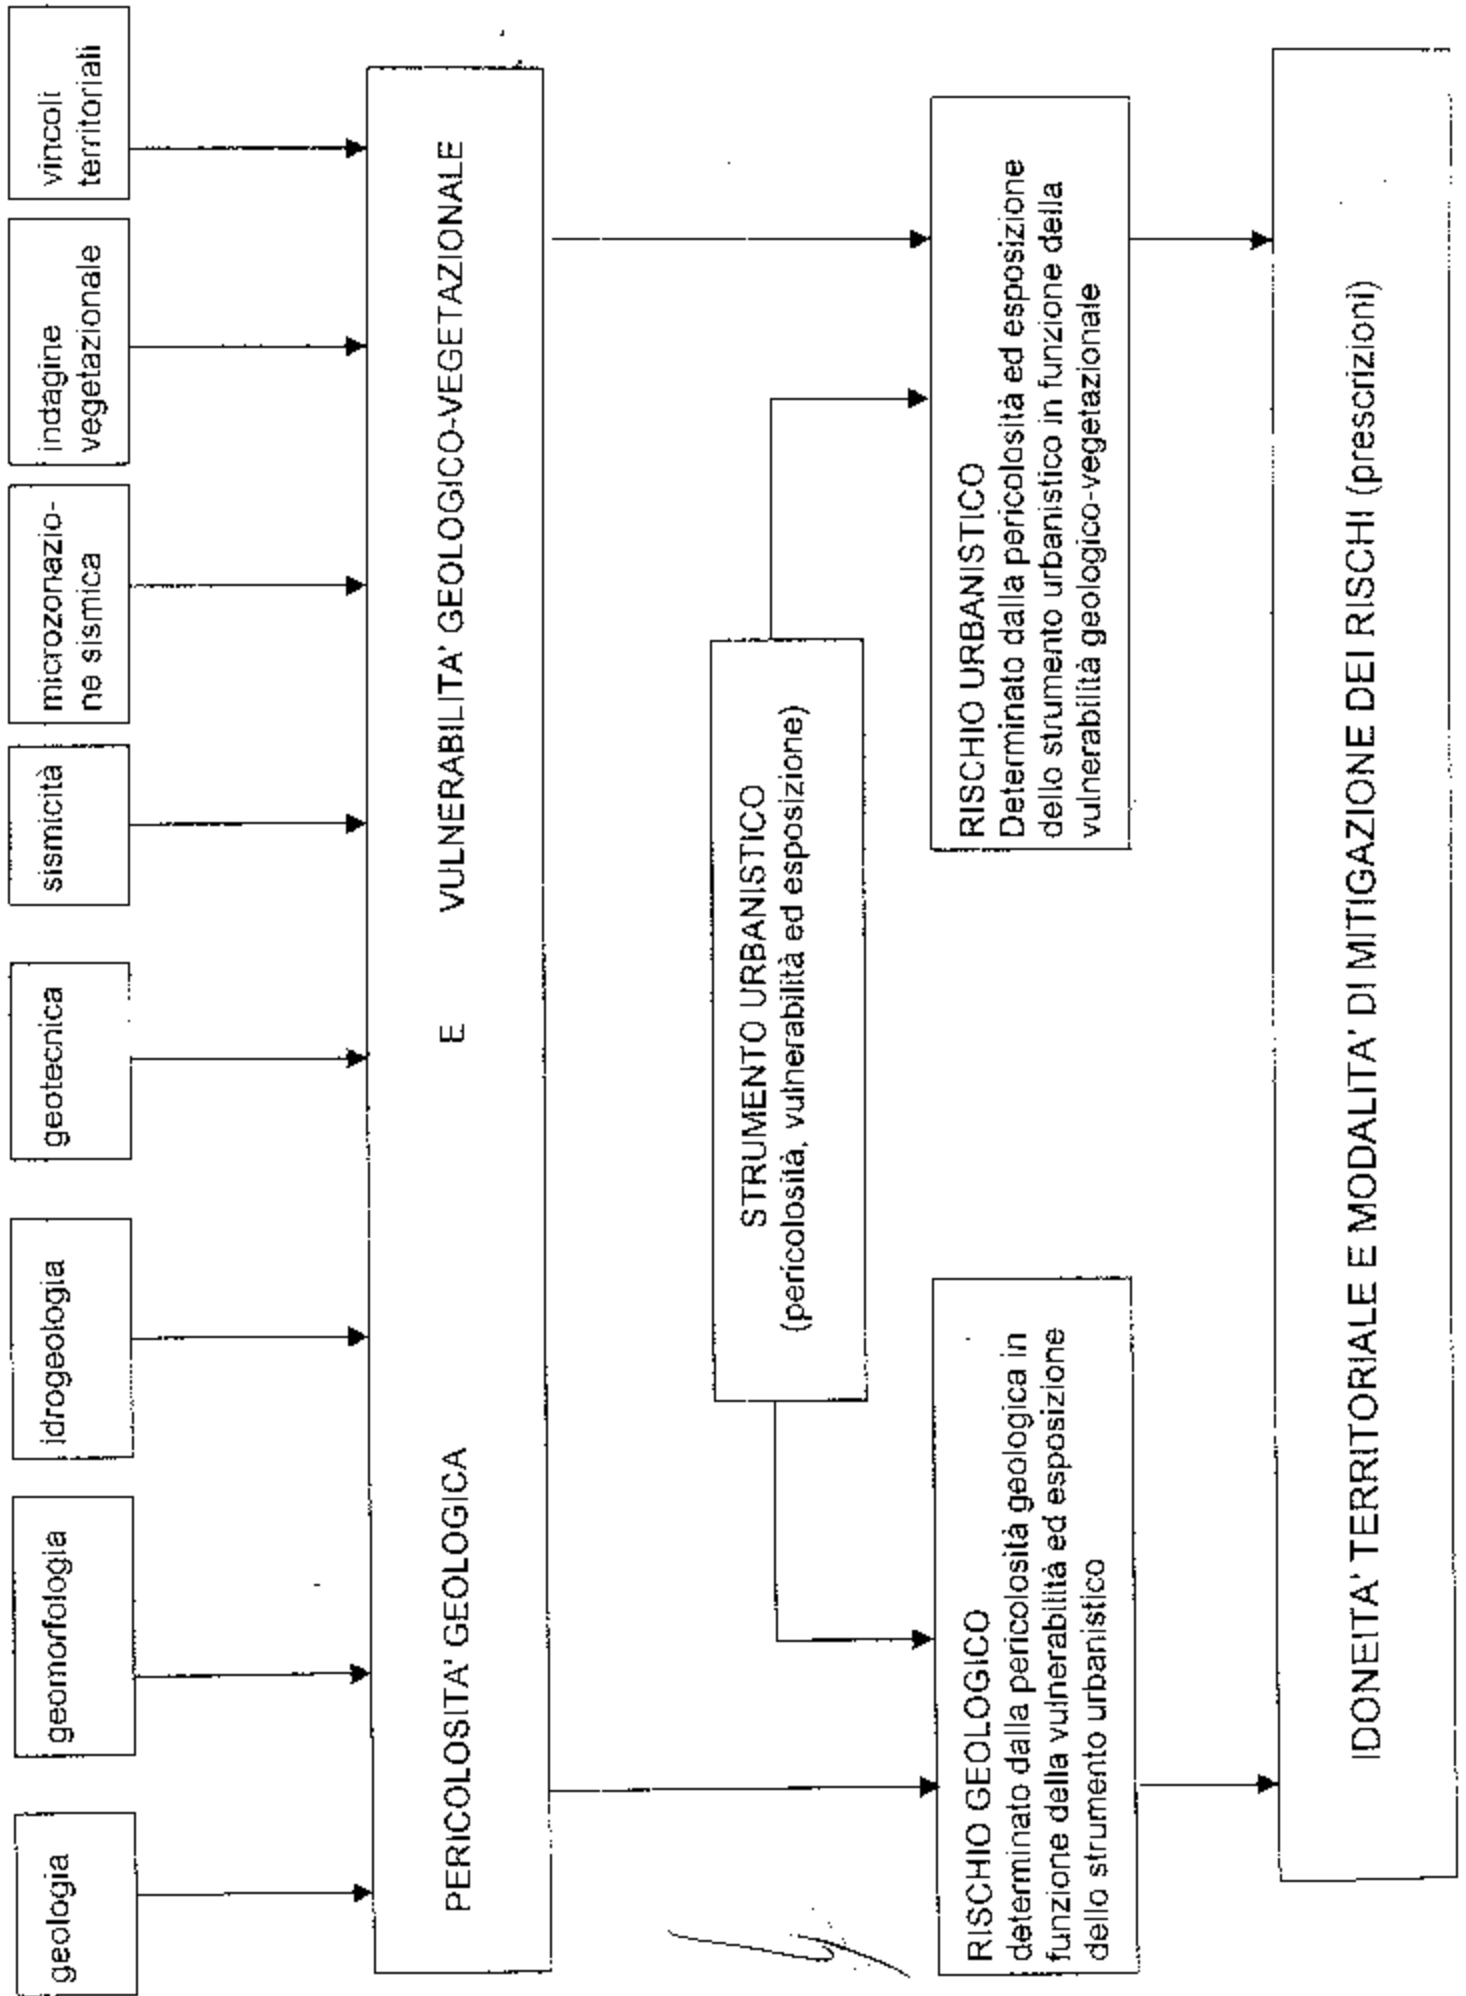 geologia
geomorfologia
idrogeologia
geotecnica
sismicità
microzonazio-
ne sismica
indagine
vegetazionale
vincoli
territoriali
PERICOLOSITA' GEOLOGICA E VULNERABILITA' GEOLOGICO-VEGETAZIONALE
STRUMENTO URBANISTICO
(pericolosità, vulnerabilità ed esposizione)
RISCHIO GEOLOGICO
determinato dalla pericolosità geologica in
funzione della vulnerabilità ed esposizione
dello strumento urbanistico
RISCHIO URBANISTICO
Determinato dalla pericolosità ed esposizione
dello strumento urbanistico in funzione della
vulnerabilità geologico-vegetazionale
IDONEITA' TERRITORIALE E MODALITA' DI MITIGAZIONE DEI RISCHI (prescrizioni)